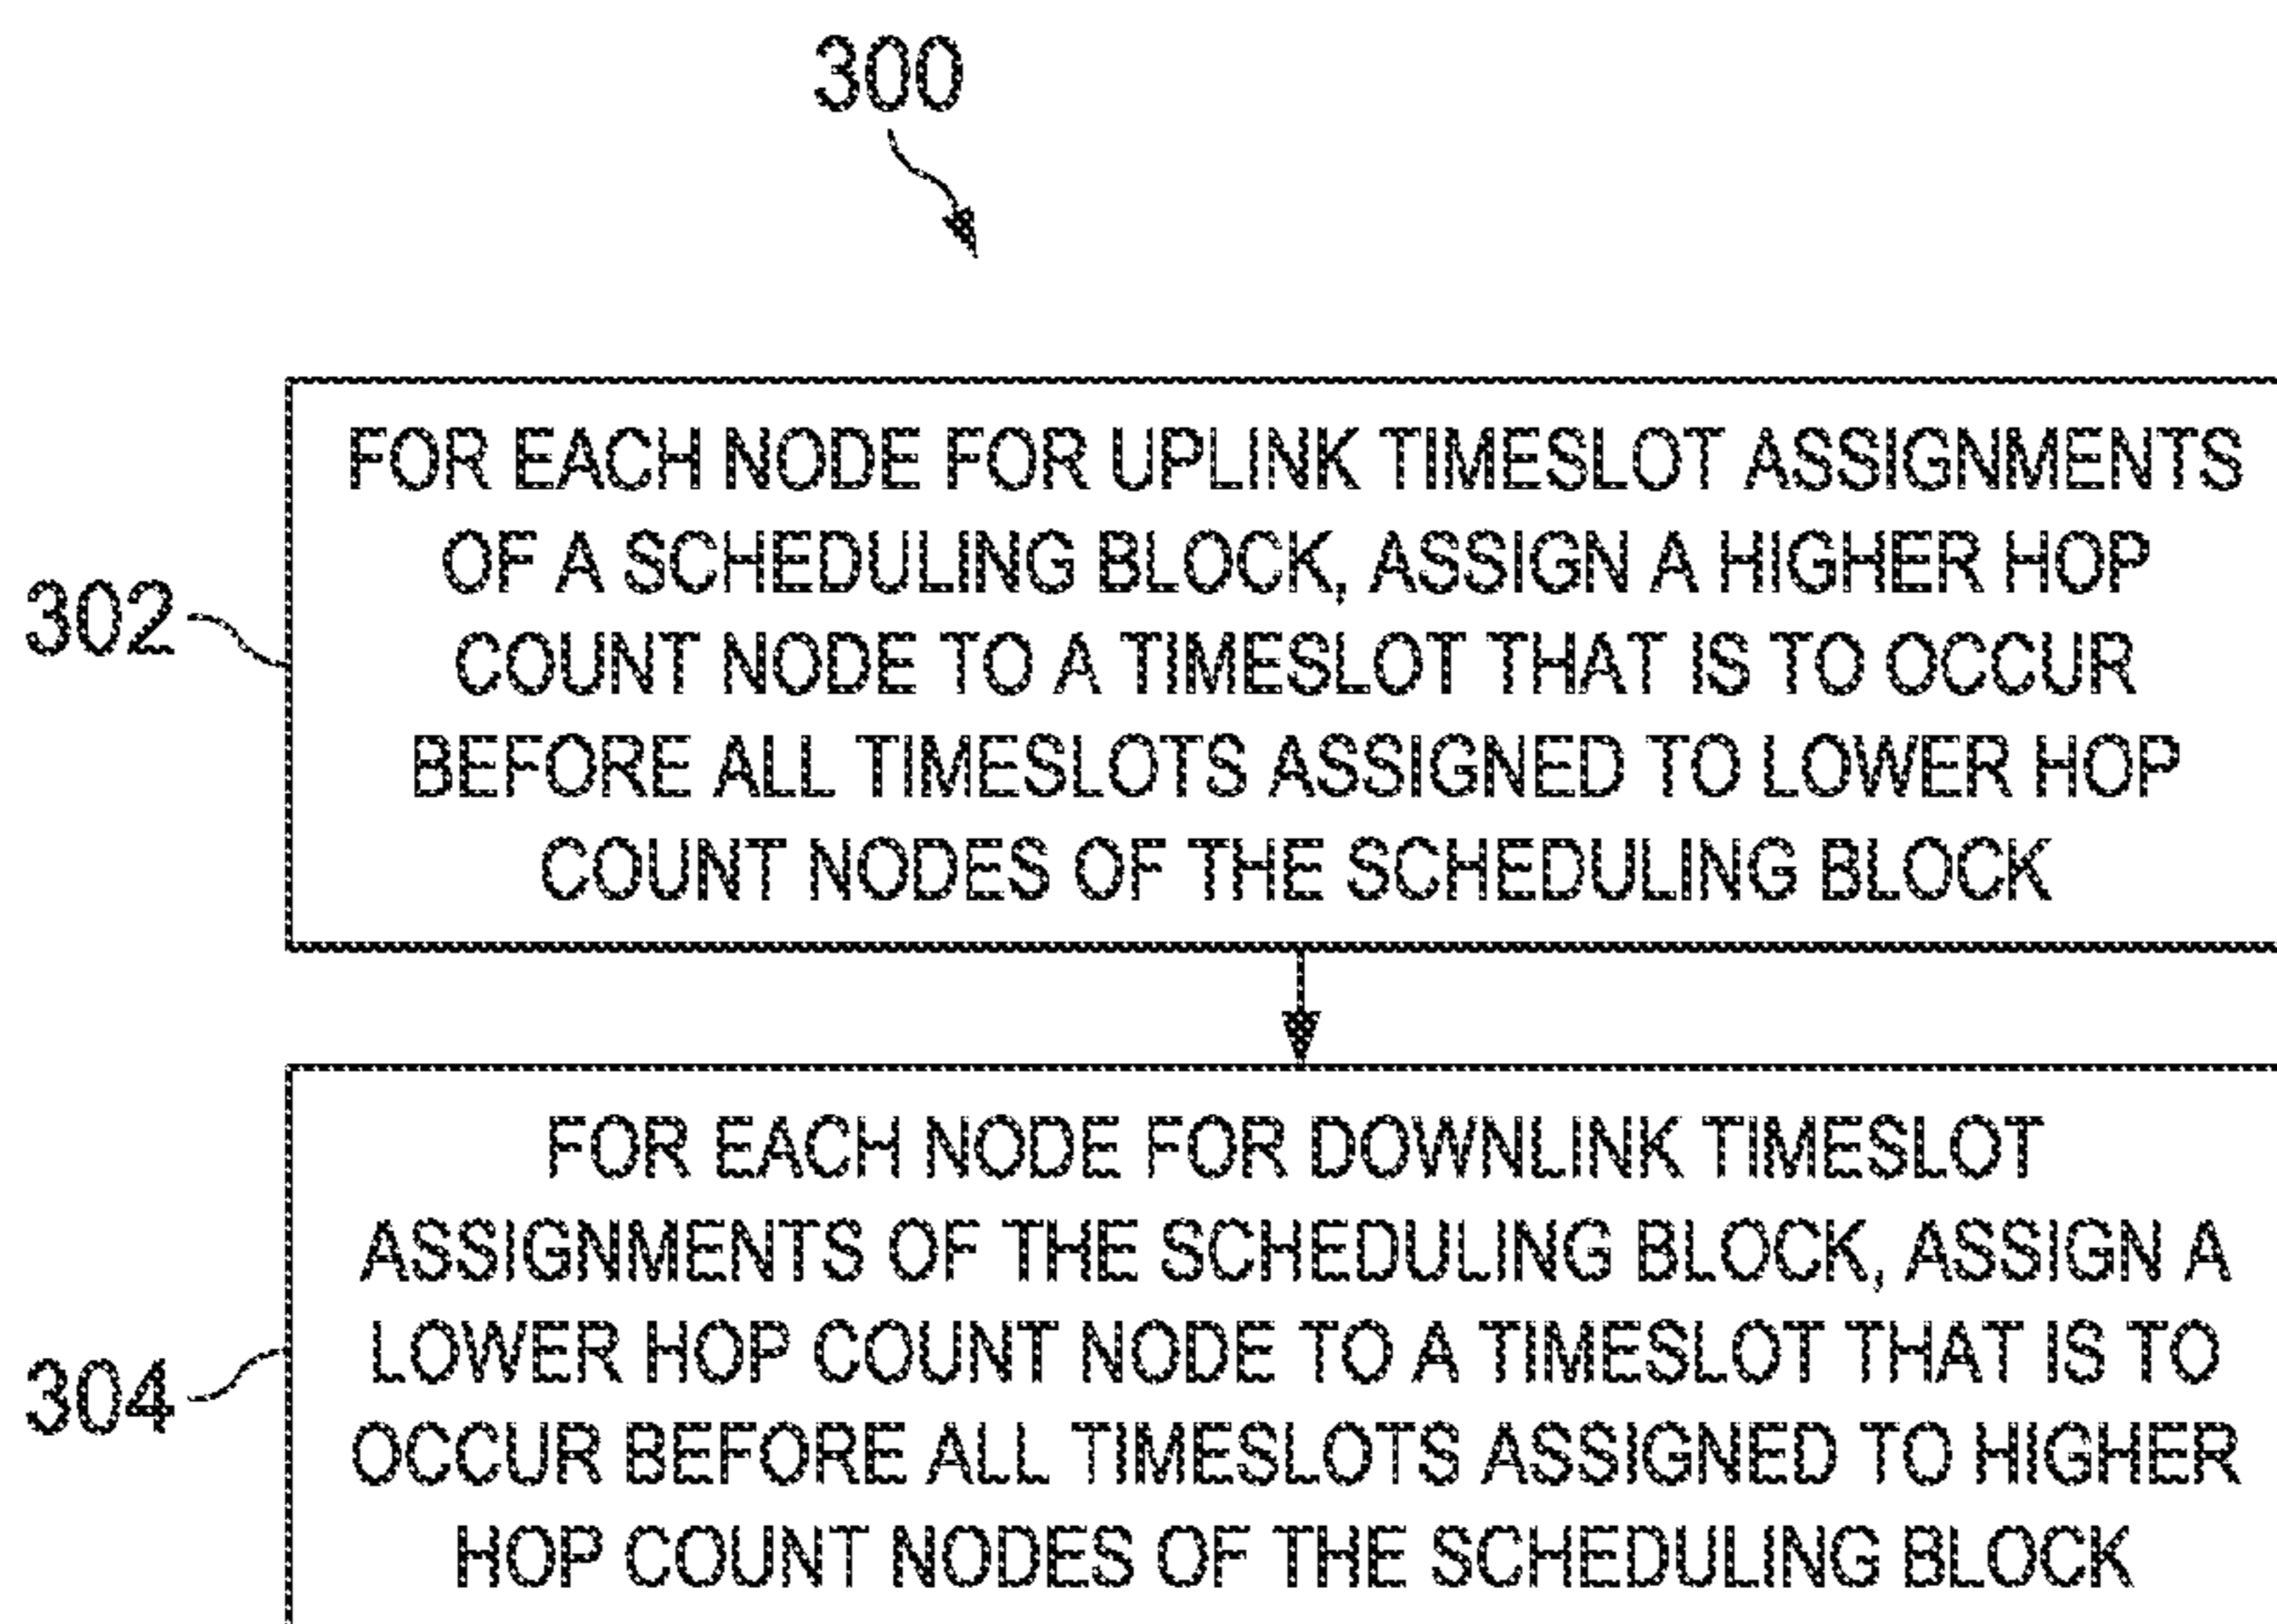 300
302
FOR EACH NODE FOR UPLINK TIMESLOT ASSIGNMENTS
OF A SCHEDULING BLOCK, ASSIGN A HIGHER HOP
COUNT NODE TO A TIMESLOT THAT IS TO OCCUR
BEFORE ALL TIMESLOTS ASSIGNED TO LOWER HOP
COUNT NODES OF THE SCHEDULING BLOCK
304
FOR EACH NODE FOR DOWNLINK TIMESLOT
ASSIGNMENTS OF THE SCHEDULING BLOCK, ASSIGN A
LOWER HOP COUNT NODE TO A TIMESLOT THAT IS TO
OCCUR BEFORE ALL TIMESLOTS ASSIGNED TO HIGHER
HOP COUNT NODES OF THE SCHEDULING BLOCK